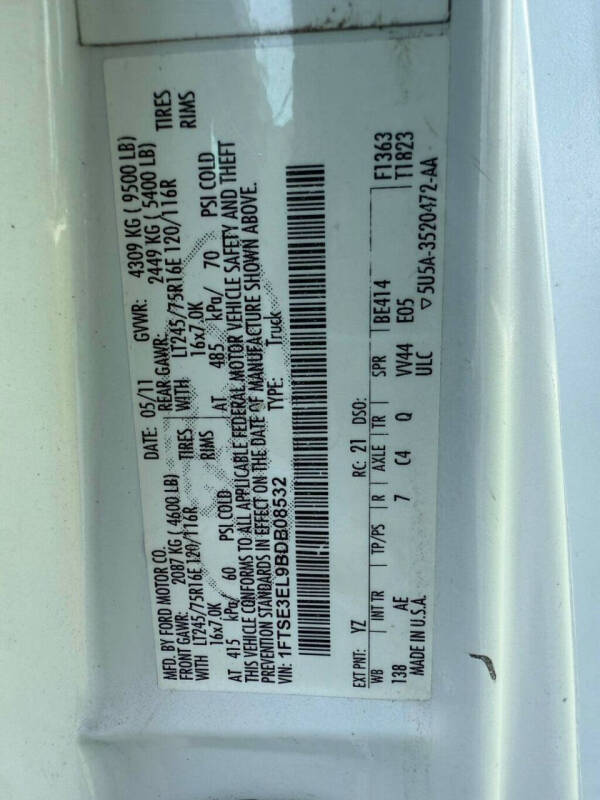 MFD. BY FORD MOTOR CO. DATE: 05/11 GVWR: 4309 KG ( 9500 LB)
FRONT GAWR: 2087 KG ( 4600 LB) REAR GAWR: 2449 KG ( 5400 LB)
WITH LT245/75R16E 120/116R TIRES WITH LT245/75R16E 120/116R TIRES
16x7.0K RIMS 16x7.0K RIMS
AT 415 kPa/ 60 PSI COLD AT 485 kPa/ 70 PSI COLD
THIS VEHICLE CONFORMS TO ALL APPLICABLE FEDERAL MOTOR VEHICLE SAFETY AND THEFT
PREVENTION STANDARDS IN EFFECT ON THE DATE OF MANUFACTURE SHOWN ABOVE.
VIN: 1FTSE3EL9BDB08532 TYPE: Truck
EXT PNT: YZ RC: 21 DSO: F1363
WB INT TR TP/PS R AXLE TR SPR BE414 T1823
138 AE 7 C4 Q VV44 E05
MADE IN U.S.A. ULC ▽5U5A-3520472-AA